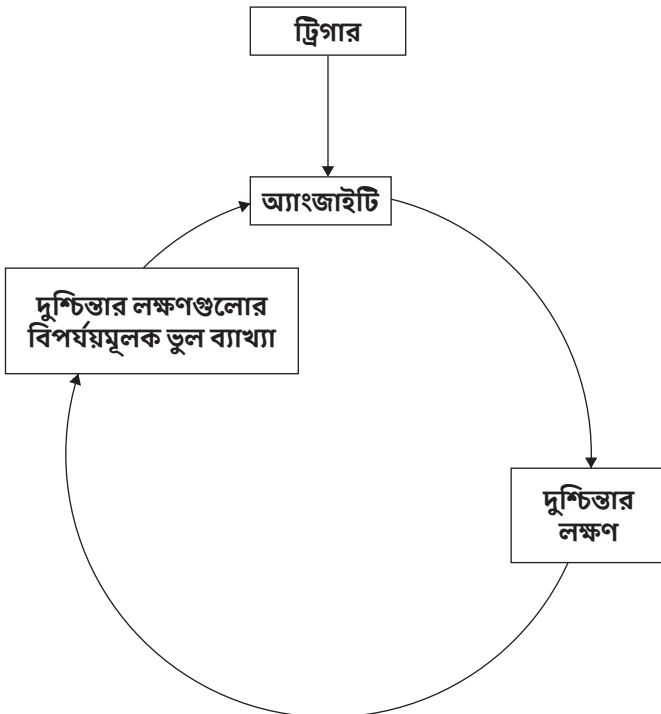 ট্রিগার
অ্যাংজাইটি
দুশ্চিন্তার লক্ষণগুলোর
বিপর্যয়মূলক ভুল ব্যাখ্যা
দুশ্চিন্তার
লক্ষণ